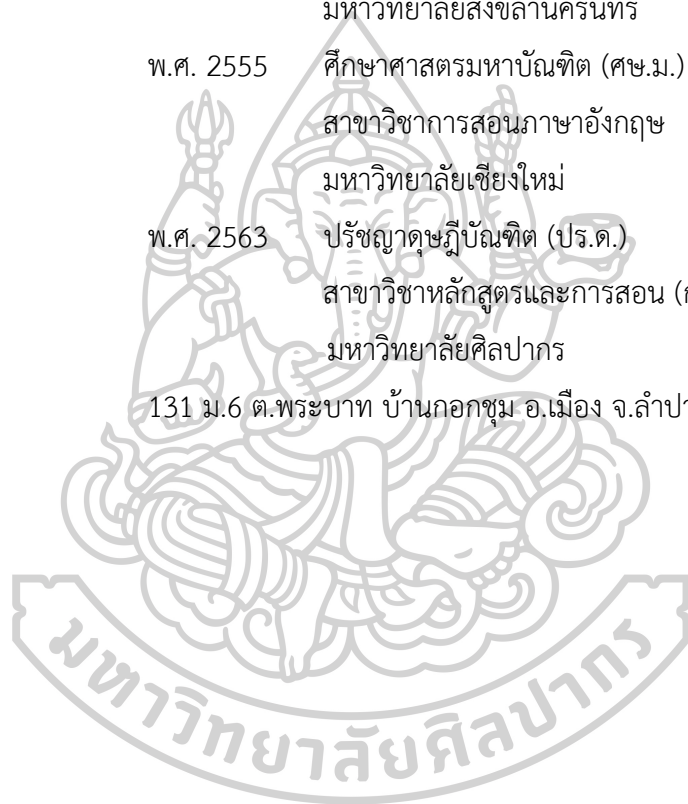 มหาวิทยาลัยสงขลานครินทร์
พ.ศ. 2555 ศึกษาศาสตรมหาบัณฑิต (ศษ.ม.)
สาขาวิชาการสอนภาษาอังกฤษ
มหาวิทยาลัยเชียงใหม่
พ.ศ. 2563 ปรัชญาดุษฎีบัณฑิต (ปร.ด.)
สาขาวิชาหลักสูตรและการสอน
มหาวิทยาลัยศิลปากร
131 ม.6 ต.พระบาท บ้านกอกชุม อ.เมือง
มหาวิทยาลัยศิลปากร